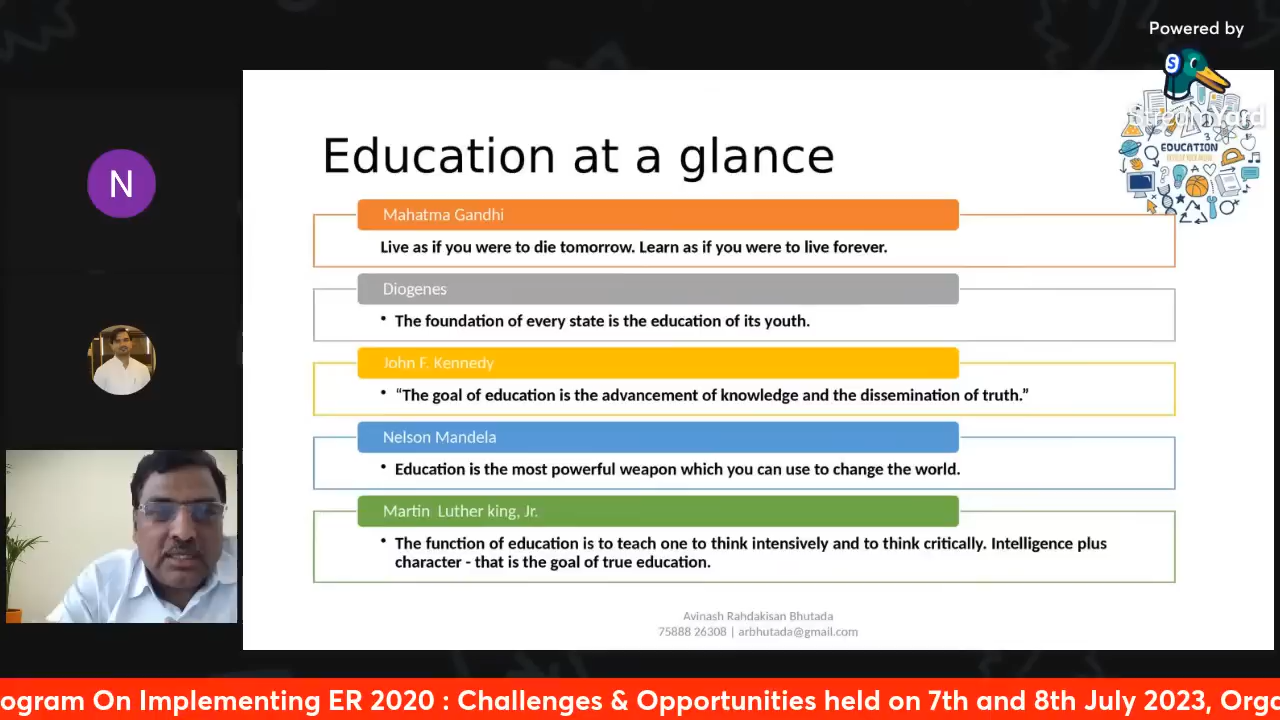 Powered by
S
StreamYard
EDUCATION
N
Education at a glance
Mahatma Gandhi
Live as if you were to die tomorrow. Learn as if you were to live forever.
Diogenes
• The foundation of every state is the education of its youth.
John F. Kennedy
• “The goal of education is the advancement of knowledge and the dissemination of truth.”
Nelson Mandela
• Education is the most powerful weapon which you can use to change the world.
Martin  Luther king, Jr.
• The function of education is to teach one to think intensively and to think critically. Intelligence plus
character - that is the goal of true education.
Avinash Rahdakisan Bhutada
75888 26308 | arbhutada@gmail.com
ogram On Implementing ER 2020 : Challenges & Opportunities held on 7th and 8th July 2023, Orga